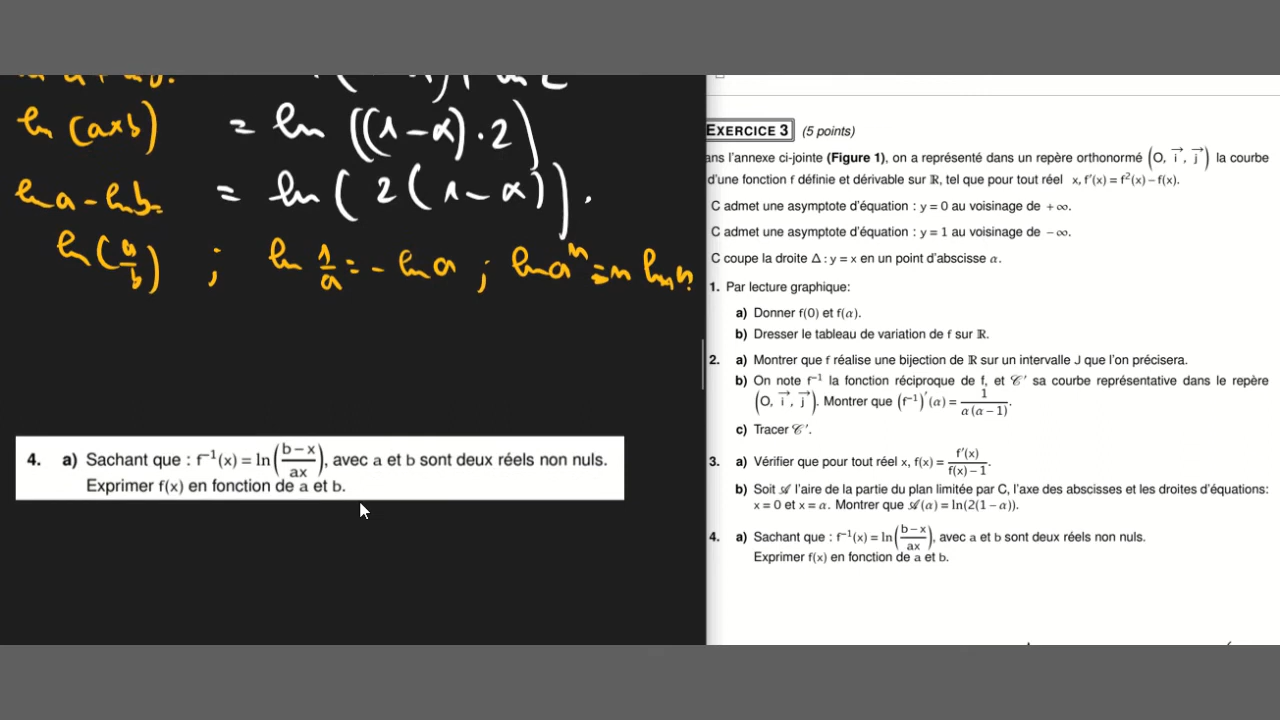 ln (a×b) = ln ((1-α)·2)
ln a - ln b = = ln ( 2 (1-α)).
ln (a/b) ; ln 1/a = - ln a ; ln aⁿ = n ln
4. a) Sachant que : f⁻¹(x) = ln((b-x)/(ax)), avec a et b sont deux réels non nuls.
Exprimer f(x) en fonction de a et b.
EXERCICE 3 (5 points)
ans l'annexe ci-jointe (Figure 1), on a représenté dans un repère orthonormé (O, i⃗, j⃗) la courbe
d'une fonction f définie et dérivable sur ℝ, tel que pour tout réel x, f'(x) = f²(x) – f(x).
C admet une asymptote d'équation : y = 0 au voisinage de +∞.
C admet une asymptote d'équation : y = 1 au voisinage de −∞.
C coupe la droite Δ : y = x en un point d'abscisse α.
1. Par lecture graphique:
a) Donner f(0) et f(α).
b) Dresser le tableau de variation de f sur ℝ.
2. a) Montrer que f réalise une bijection de ℝ sur un intervalle J que l'on précisera.
b) On note f⁻¹ la fonction réciproque de f, et 𝒞' sa courbe représentative dans le repère
(O, i⃗, j⃗). Montrer que (f⁻¹)'(α) = 1/(α(α−1)).
c) Tracer 𝒞'.
3. a) Vérifier que pour tout réel x, f(x) = f'(x)/(f(x)−1).
b) Soit 𝒜 l'aire de la partie du plan limitée par C, l'axe des abscisses et les droites d'équations:
x = 0 et x = α. Montrer que 𝒜(α) = ln(2(1−α)).
4. a) Sachant que : f⁻¹(x) = ln((b−x)/(ax)), avec a et b sont deux réels non nuls.
Exprimer f(x) en fonction de a et b.